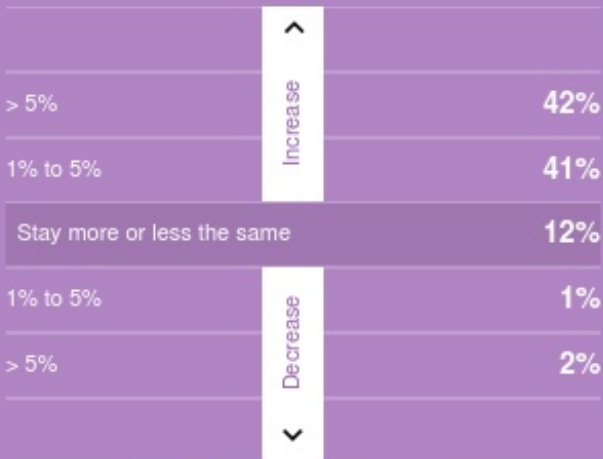 > 5% 42%
Increase
1% to 5% 41%
Stay more or less the same 12%
1% to 5% 1%
Decrease
> 5% 2%